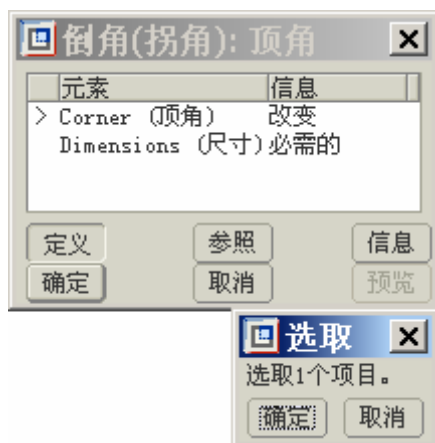 倒角(拐角): 顶角
元素 信息
> Corner (顶角) 改变
Dimensions (尺寸) 必需的
定义 参照 信息
确定 取消 预览
选取
选取1个项目。
确定 取消